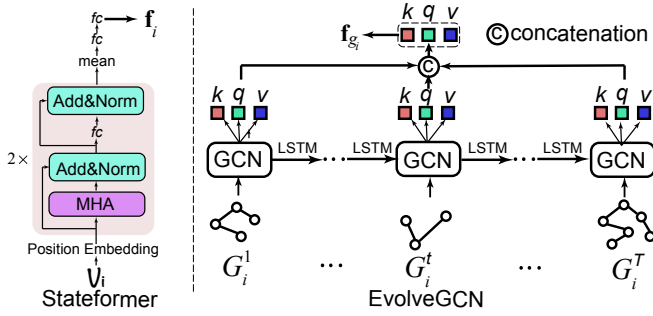 fc
f_i
fc
mean
Add&Norm
fc
2×
Add&Norm
MHA
Position Embedding
V_i
Stateformer
f_{g_i}
k q v
© concatenation
©
k q v
k q v
k q v
GCN
LSTM
...
LSTM
GCN
LSTM
...
LSTM
GCN
G_i^1
...
G_i^t
...
G_i^T
EvolveGCN